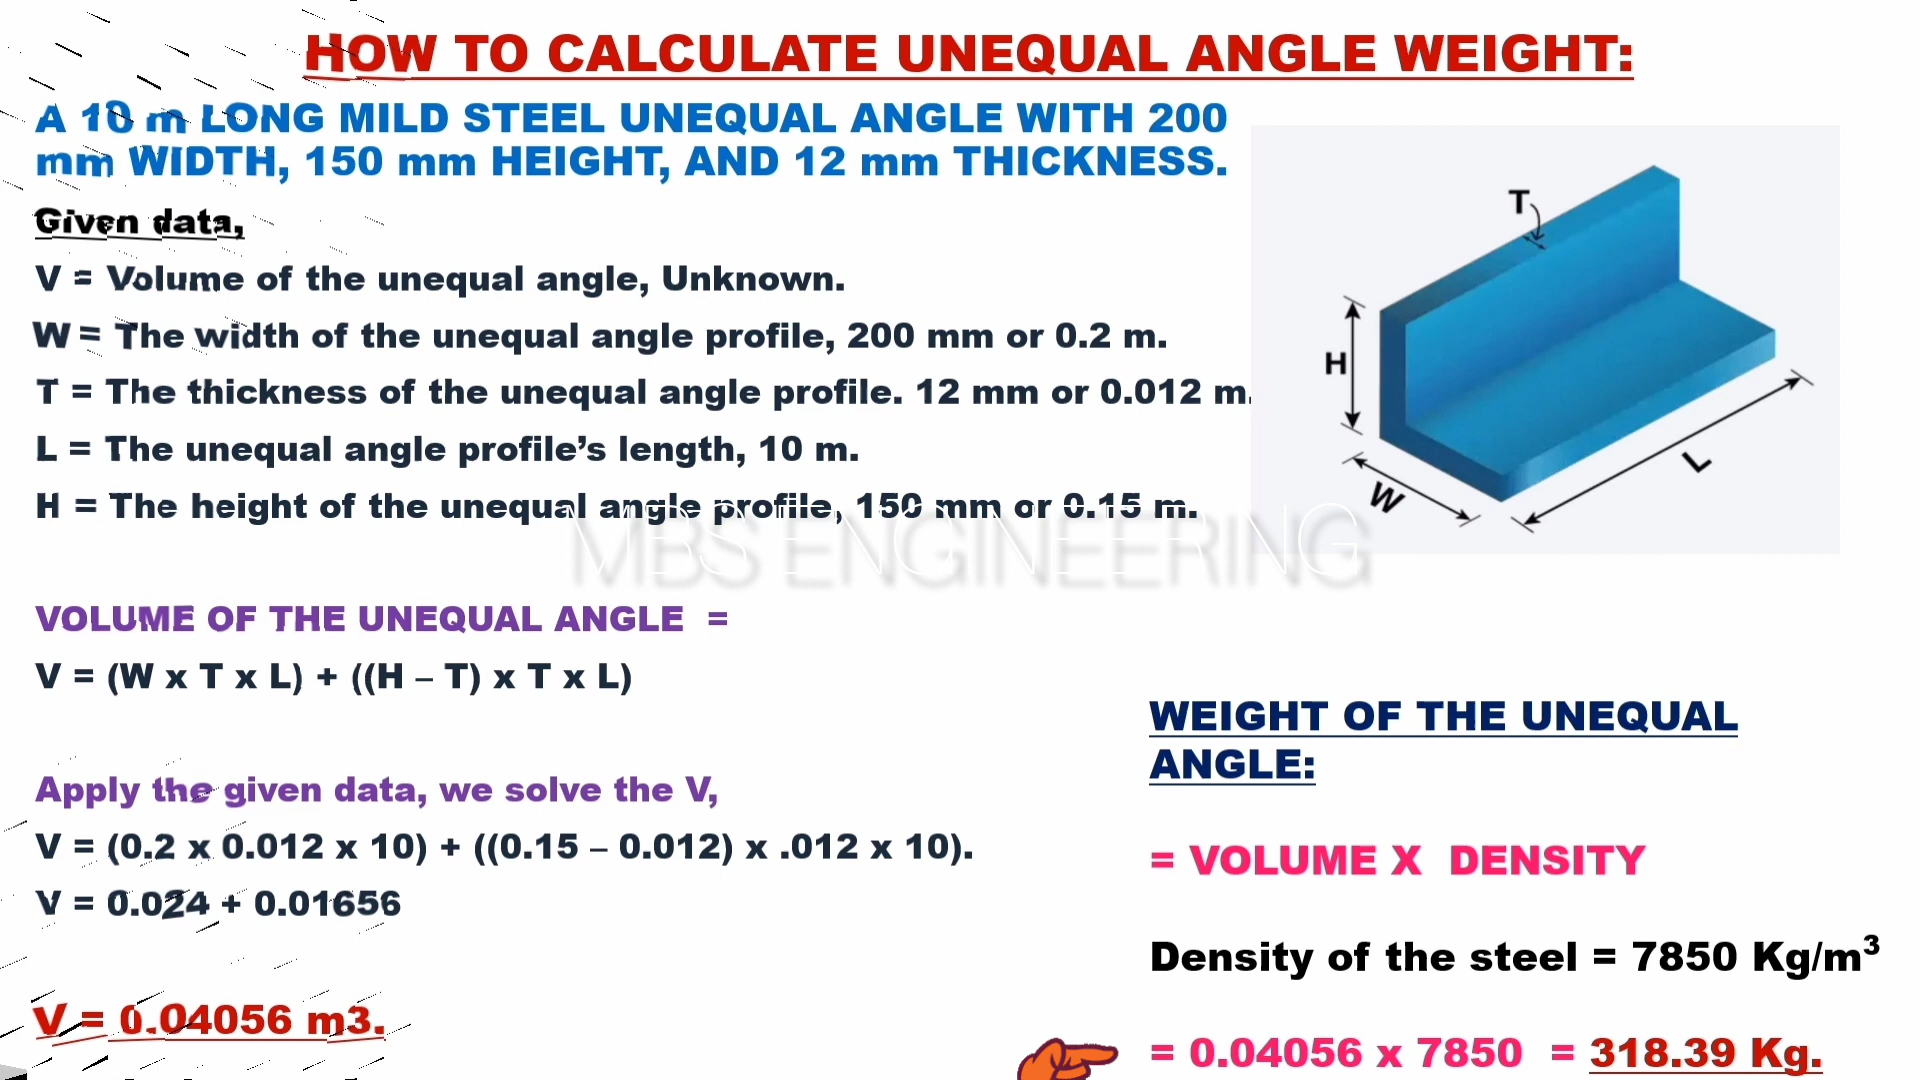 HOW TO CALCULATE UNEQUAL ANGLE WEIGHT:
A 10 m LONG MILD STEEL UNEQUAL ANGLE WITH 200
mm WIDTH, 150 mm HEIGHT, AND 12 mm THICKNESS.
Given data,
V = Volume of the unequal angle, Unknown.
W = The width of the unequal angle profile, 200 mm or 0.2 m.
T = The thickness of the unequal angle profile. 12 mm or 0.012 m.
L = The unequal angle profile’s length, 10 m.
H = The height of the unequal angle profile, 150 mm or 0.15 m.
T
H
W
L
MBS ENGINEERING
VOLUME OF THE UNEQUAL ANGLE =
V = (W x T x L) + ((H – T) x T x L)
Apply the given data, we solve the V,
V = (0.2 x 0.012 x 10) + ((0.15 – 0.012) x .012 x 10).
V = 0.024 + 0.01656
V = 0.04056 m3.
WEIGHT OF THE UNEQUAL
ANGLE:
= VOLUME X DENSITY
Density of the steel = 7850 Kg/m³
= 0.04056 x 7850 = 318.39 Kg.